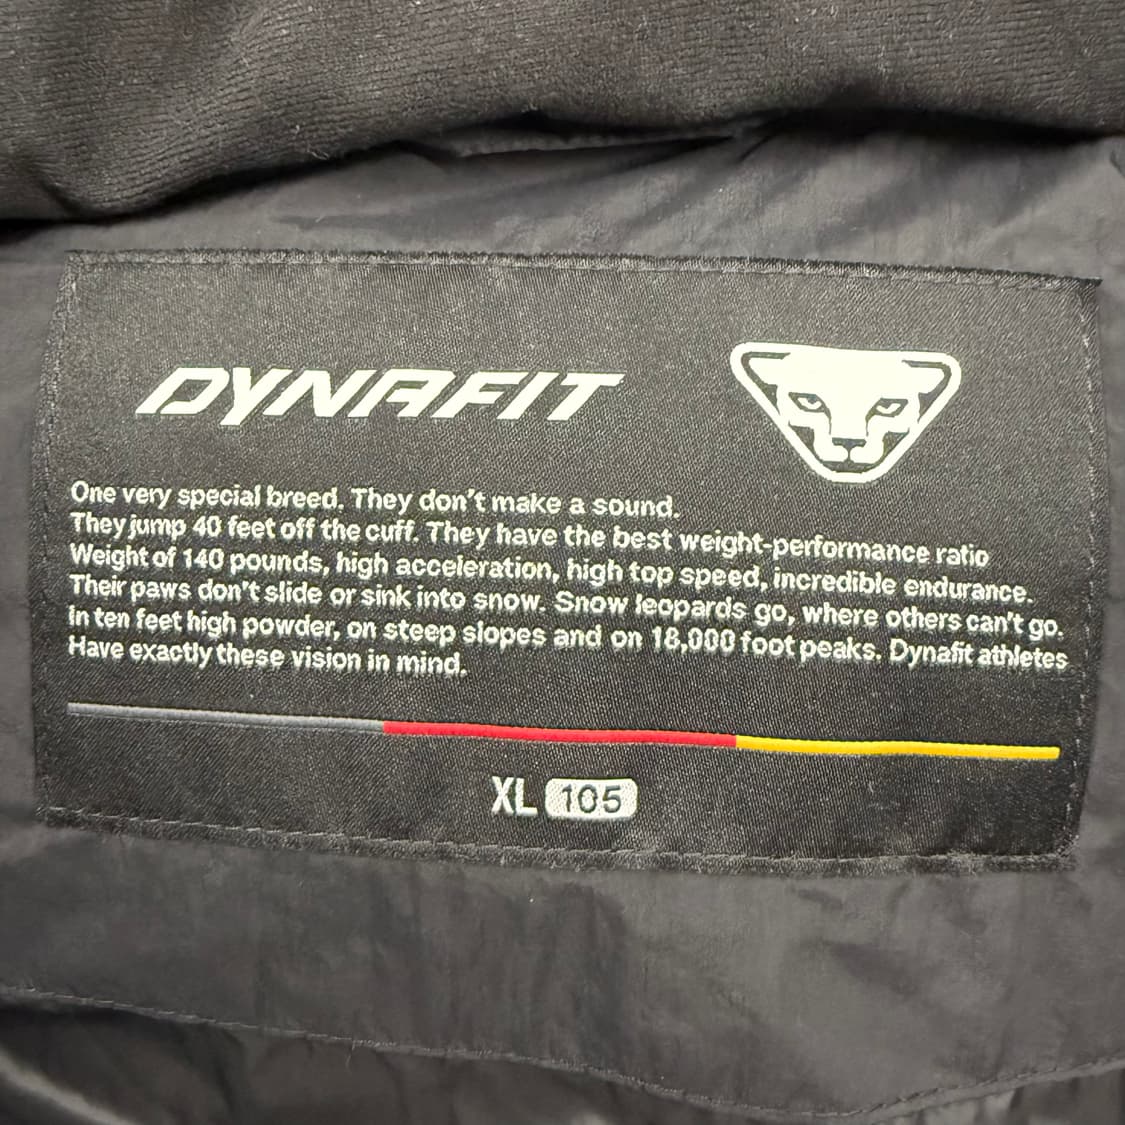 DYNAFIT
One very special breed. They don't make a sound.
They jump 40 feet off the cuff. They have the best weight-performance ratio
Weight of 140 pounds, high acceleration, high top speed, incredible endurance.
Their paws don't slide or sink into snow. Snow leopards go, where others can't go.
In ten feet high powder, on steep slopes and on 18,000 foot peaks. Dynafit athletes
Have exactly these vision in mind.
XL 105